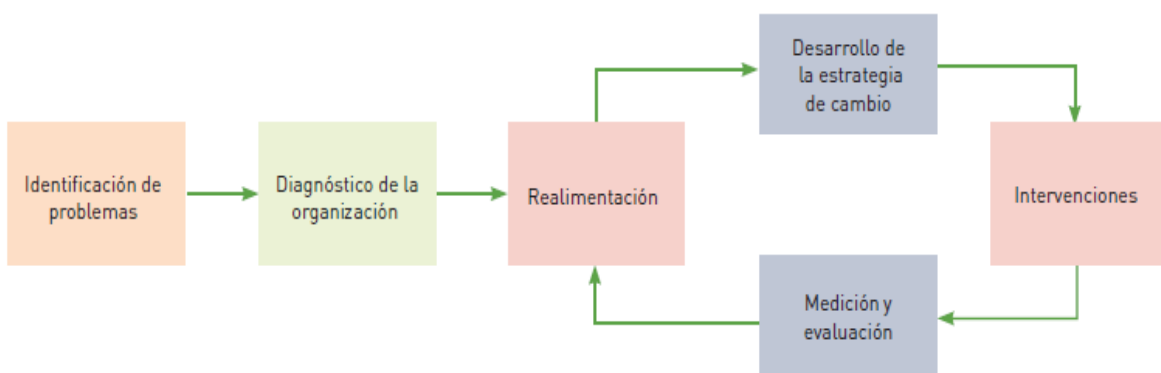 Identificación de
problemas
Diagnóstico de la
organización
Realimentación
Desarrollo de
la estrategia
de cambio
Intervenciones
Medición y
evaluación